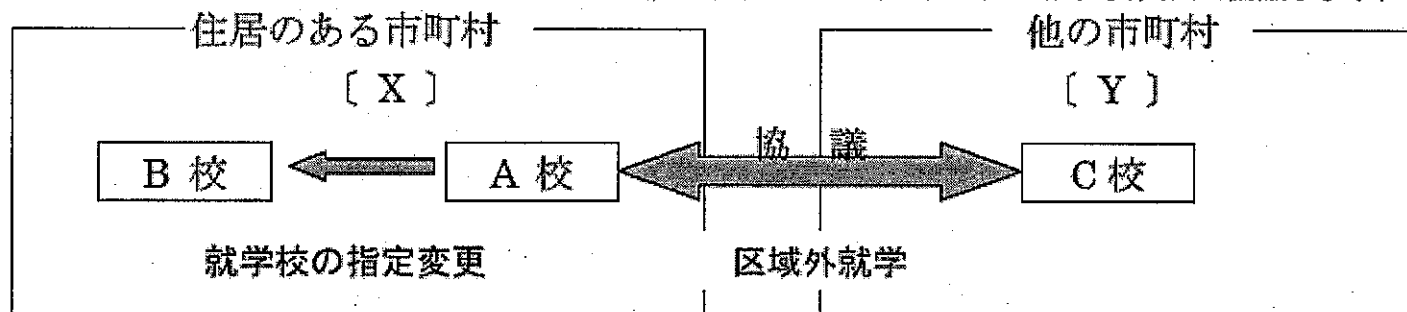 住居のある市町村 他の市町村
〔 X 〕 〔 Y 〕
協 議
B 校 A 校 C校
就学校の指定変更 区域外就学